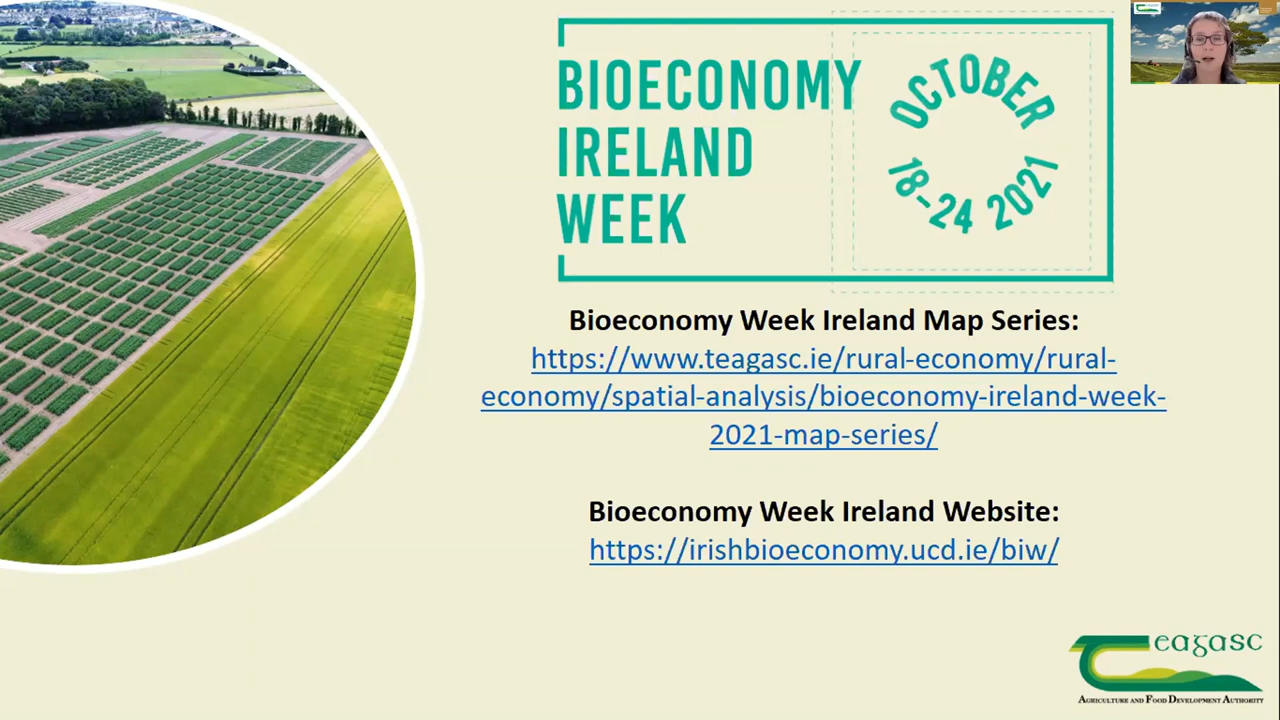 BIOECONOMY
IRELAND
WEEK
OCTOBER
18-24 2021
Bioeconomy Week Ireland Map Series:
https://www.teagasc.ie/rural-economy/rural-
economy/spatial-analysis/bioeconomy-ireland-week-
2021-map-series/
Bioeconomy Week Ireland Website:
https://irishbioeconomy.ucd.ie/biw/
eagasc
AGRICULTURE AND FOOD DEVELOPMENT AUTHORITY